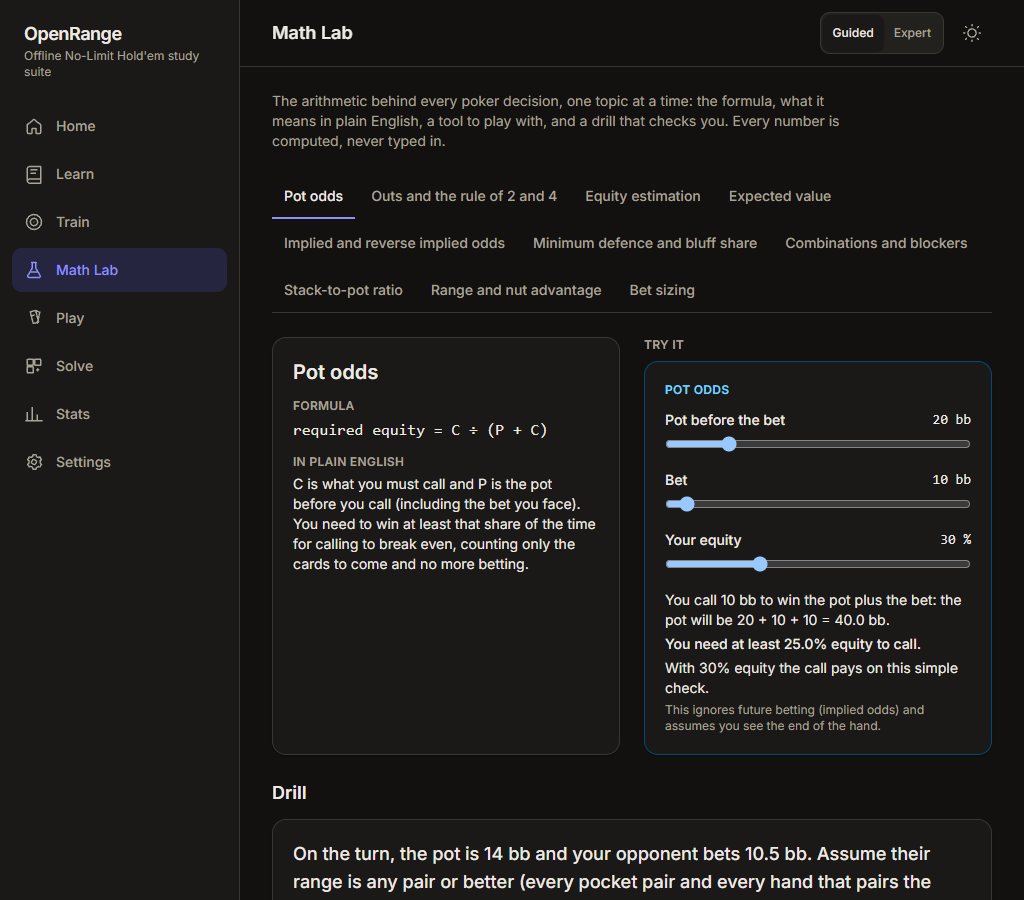 OpenRange
Offline No-Limit Hold'em study
suite
Home
Learn
Train
Math Lab
Play
Solve
Stats
Settings
Math Lab
Guided
Expert
The arithmetic behind every poker decision, one topic at a time: the formula, what it
means in plain English, a tool to play with, and a drill that checks you. Every number is
computed, never typed in.
Pot odds
Outs and the rule of 2 and 4
Equity estimation
Expected value
Implied and reverse implied odds
Minimum defence and bluff share
Combinations and blockers
Stack-to-pot ratio
Range and nut advantage
Bet sizing
Pot odds
FORMULA
required equity = C ÷ (P + C)
IN PLAIN ENGLISH
C is what you must call and P is the pot
before you call (including the bet you face).
You need to win at least that share of the time
for calling to break even, counting only the
cards to come and no more betting.
TRY IT
POT ODDS
Pot before the bet 20 bb
Bet 10 bb
Your equity 30 %
You call 10 bb to win the pot plus the bet: the
pot will be 20 + 10 + 10 = 40.0 bb.
You need at least 25.0% equity to call.
With 30% equity the call pays on this simple
check.
This ignores future betting (implied odds) and
assumes you see the end of the hand.
Drill
On the turn, the pot is 14 bb and your opponent bets 10.5 bb. Assume their
range is any pair or better (every pocket pair and every hand that pairs the